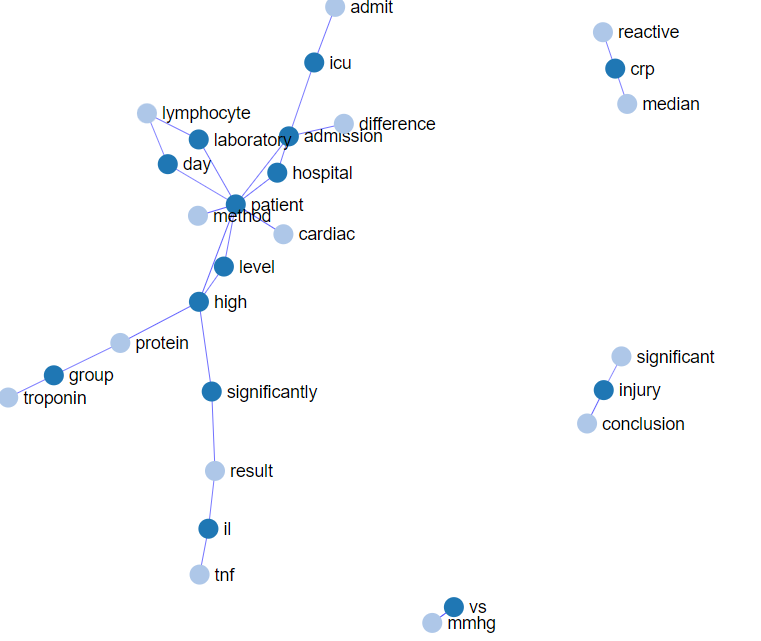 admit
reactive
icu
crp
median
lymphocyte
difference
laboratory
admission
day
hospital
patient
method
cardiac
level
high
protein
significant
group
injury
significantly
troponin
conclusion
result
il
tnf
vs
mmhg